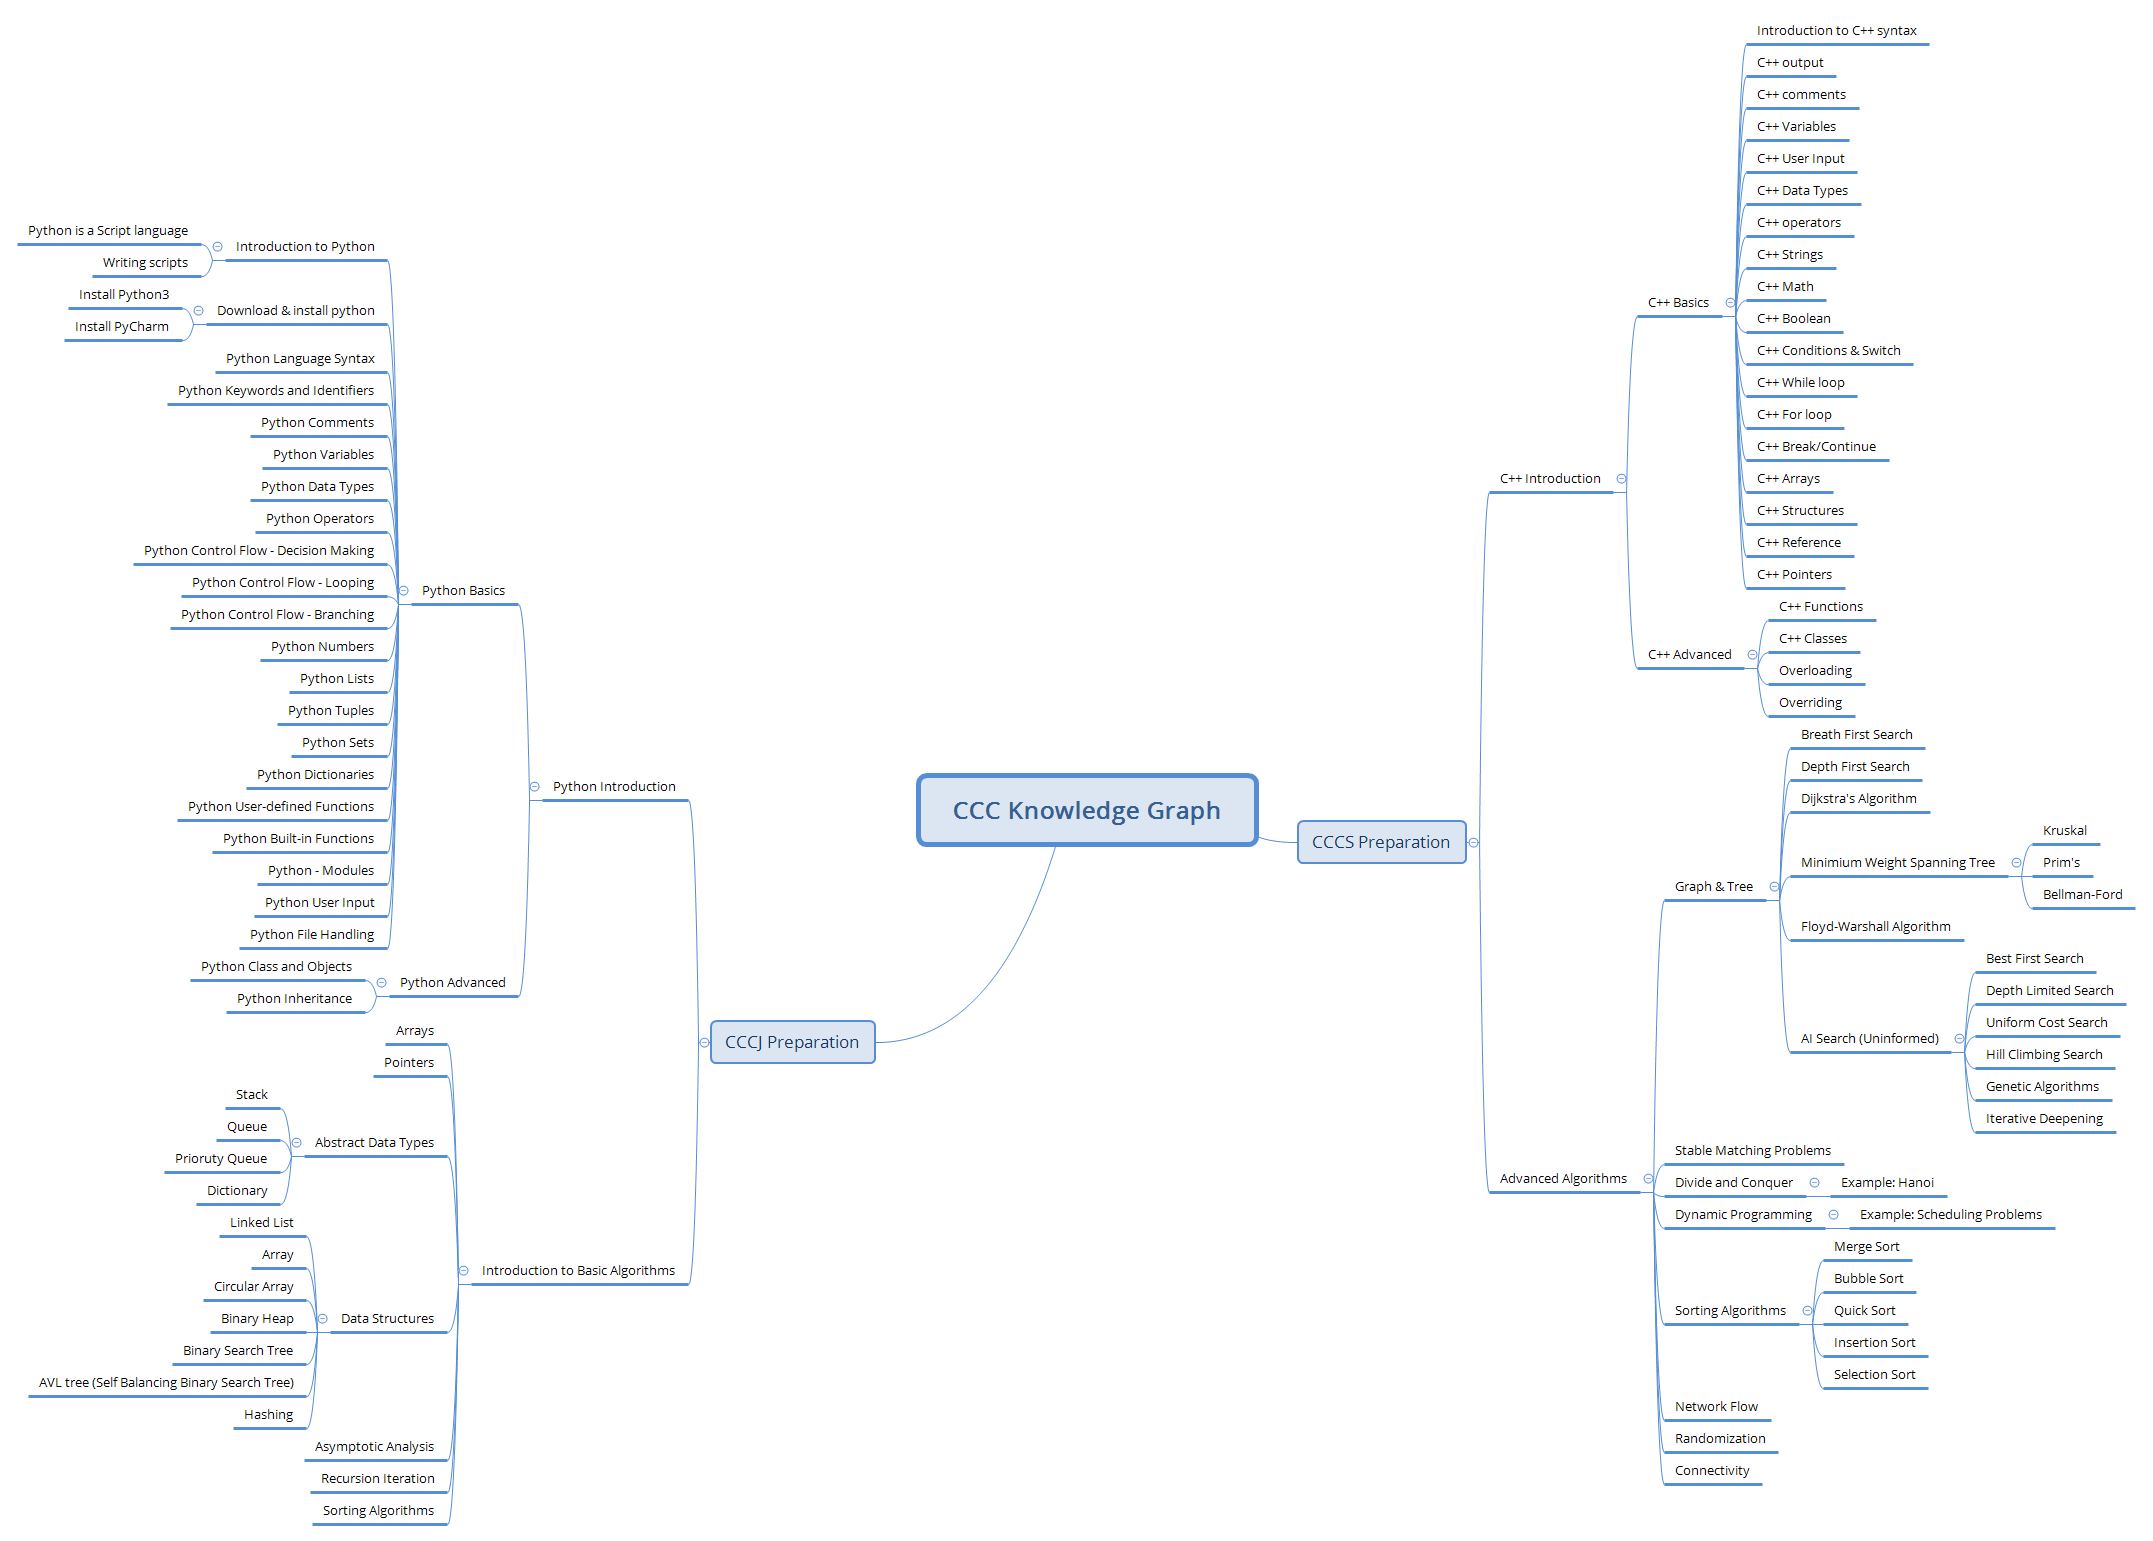 CCC Knowledge Graph
CCCS Preparation
C++ Introduction
C++ Basics
Introduction to C++ syntax
C++ output
C++ comments
C++ Variables
C++ User Input
C++ Data Types
C++ operators
C++ Strings
C++ Math
C++ Boolean
C++ Conditions & Switch
C++ While loop
C++ For loop
C++ Break/Continue
C++ Arrays
C++ Structures
C++ Reference
C++ Pointers
C++ Advanced
C++ Functions
C++ Classes
Overloading
Overriding
Advanced Algorithms
Graph & Tree
Breath First Search
Depth First Search
Dijkstra's Algorithm
Minimium Weight Spanning Tree
Kruskal
Prim's
Bellman-Ford
Floyd-Warshall Algorithm
AI Search (Uninformed)
Best First Search
Depth Limited Search
Uniform Cost Search
Hill Climbing Search
Genetic Algorithms
Iterative Deepening
Stable Matching Problems
Divide and Conquer
Example: Hanoi
Dynamic Programming
Example: Scheduling Problems
Sorting Algorithms
Merge Sort
Bubble Sort
Quick Sort
Insertion Sort
Selection Sort
Network Flow
Randomization
Connectivity
CCCJ Preparation
Python Introduction
Python Basics
Introduction to Python
Python is a Script language
Writing scripts
Download & install python
Install Python3
Install PyCharm
Python Language Syntax
Python Keywords and Identifiers
Python Comments
Python Variables
Python Data Types
Python Operators
Python Control Flow - Decision Making
Python Control Flow - Looping
Python Control Flow - Branching
Python Numbers
Python Lists
Python Tuples
Python Sets
Python Dictionaries
Python User-defined Functions
Python Built-in Functions
Python - Modules
Python User Input
Python File Handling
Python Advanced
Python Class and Objects
Python Inheritance
Introduction to Basic Algorithms
Arrays
Pointers
Abstract Data Types
Stack
Queue
Prioruty Queue
Dictionary
Data Structures
Linked List
Array
Circular Array
Binary Heap
Binary Search Tree
AVL tree (Self Balancing Binary Search Tree)
Hashing
Asymptotic Analysis
Recursion Iteration
Sorting Algorithms